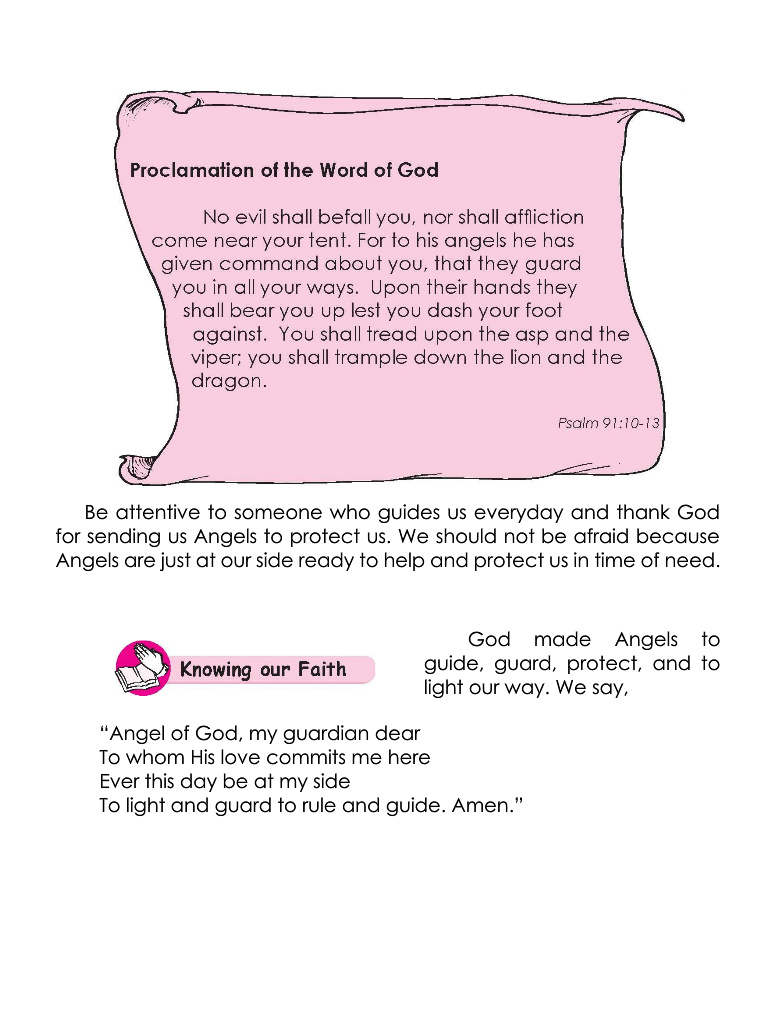 Proclamation of the Word of God
No evil shall befall you, nor shall affliction
come near your tent. For to his angels he has
given command about you, that they guard
you in all your ways. Upon their hands they
shall bear you up lest you dash your foot
against. You shall tread upon the asp and the
viper; you shall trample down the lion and the
dragon.
Psalm 91:10-13
Be attentive to someone who guides us everyday and thank God
for sending us Angels to protect us. We should not be afraid because
Angels are just at our side ready to help and protect us in time of need.
Knowing our Faith
God made Angels to
guide, guard, protect, and to
light our way. We say,
“Angel of God, my guardian dear
To whom His love commits me here
Ever this day be at my side
To light and guard to rule and guide. Amen.”